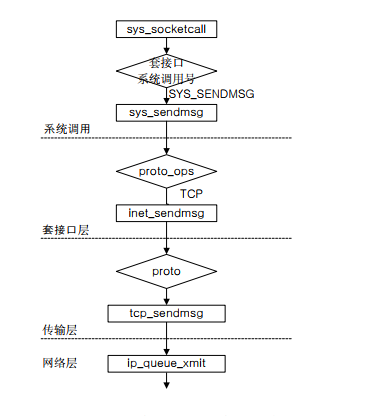 sys_socketcall
套接口
系统调用号
SYS_SENDMSG
sys_sendmsg
系统调用
proto_ops
TCP
inet_sendmsg
套接口层
proto
tcp_sendmsg
传输层
网络层
ip_queue_xmit